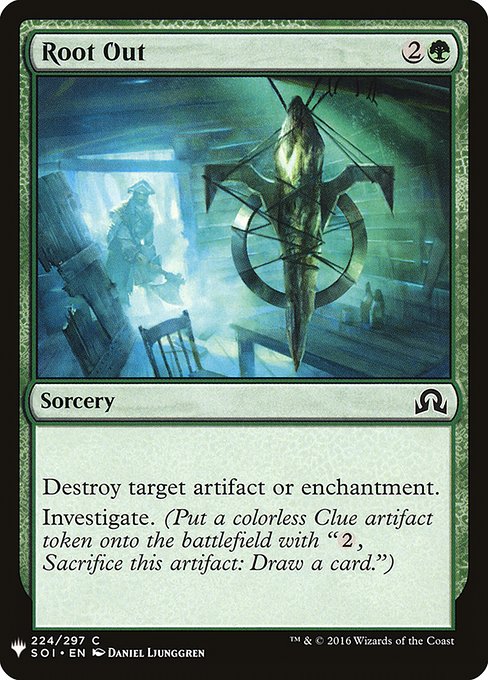 Root Out 2
Sorcery
Destroy target artifact or enchantment.
Investigate. (Put a colorless Clue artifact
token onto the battlefield with “2,
Sacrifice this artifact: Draw a card.”)
224/297 C
SOI • EN Daniel Ljunggren
™ & © 2016 Wizards of the Coast